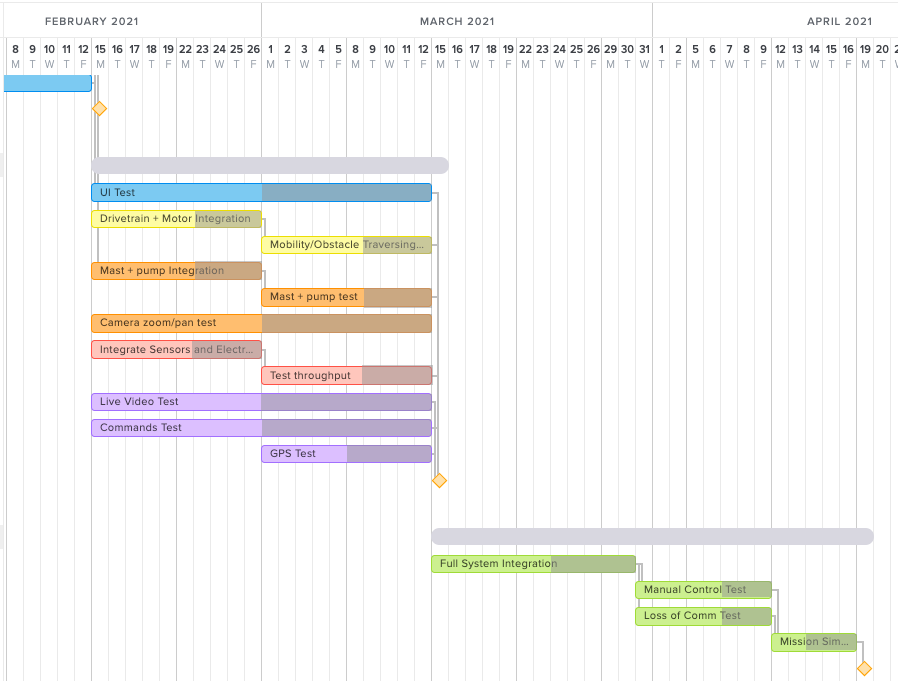 FEBRUARY 2021 MARCH 2021 APRIL 2021
8 9 10 11 12 15 16 17 18 19 22 23 24 25 26 1 2 3 4 5 8 9 10 11 12 15 16 17 18 19 22 23 24 25 26 29 30 31 1 2 5 6 7 8 9 12 13 14 15 16 19 20
M T W T F M T W T F M T W T F M T W T F M T W T F M T W T F M T W T F M T W T F M T W T F M T W T F M T
UI Test
Drivetrain + Motor Integration
Mobility/Obstacle Traversing...
Mast + pump Integration
Mast + pump test
Camera zoom/pan test
Integrate Sensors and Electr...
Test throughput
Live Video Test
Commands Test
GPS Test
Full System Integration
Manual Control Test
Loss of Comm Test
Mission Sim...